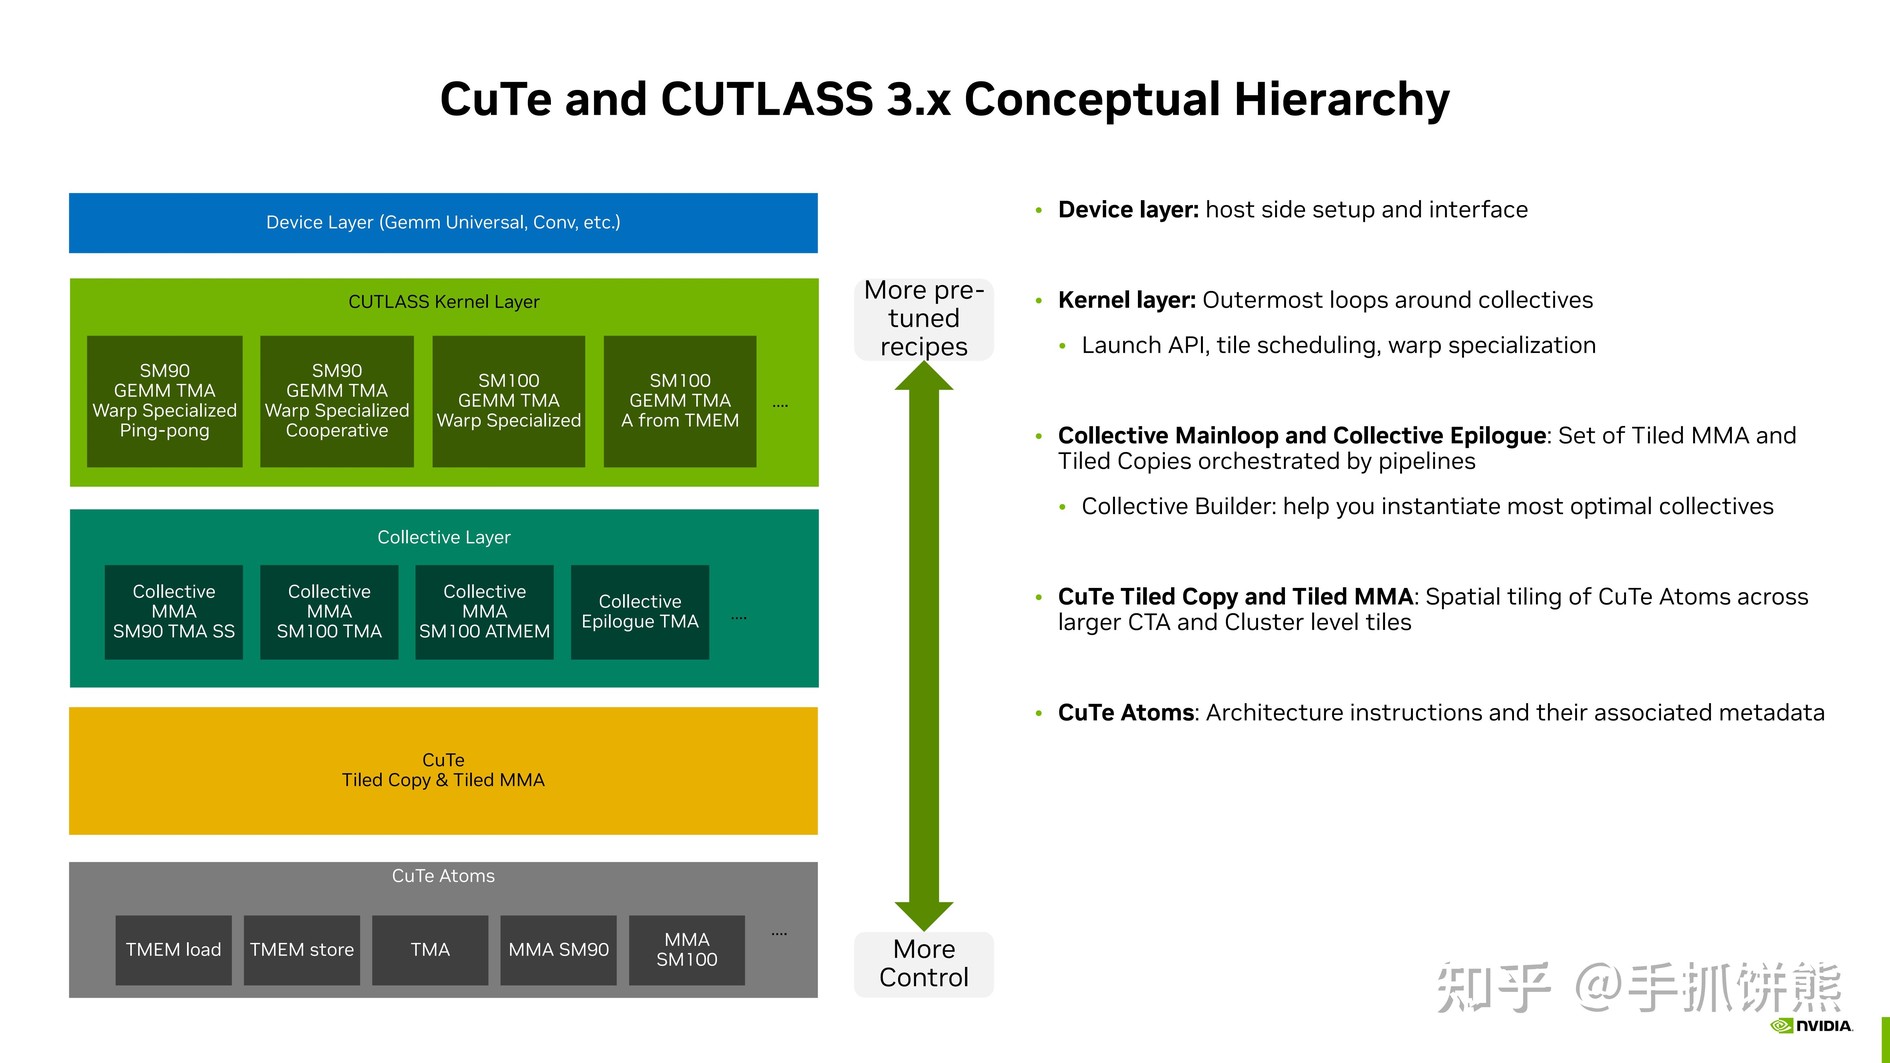 CuTe and CUTLASS 3.x Conceptual Hierarchy
Device Layer (Gemm Universal, Conv, etc.)
CUTLASS Kernel Layer
SM90
GEMM TMA
Warp Specialized
Ping-pong
SM90
GEMM TMA
Warp Specialized
Cooperative
SM100
GEMM TMA
Warp Specialized
SM100
GEMM TMA
A from TMEM
....
Collective Layer
Collective
MMA
SM90 TMA SS
Collective
MMA
SM100 TMA
Collective
MMA
SM100 ATMEM
Collective
Epilogue TMA
....
CuTe
Tiled Copy & Tiled MMA
CuTe Atoms
TMEM load
TMEM store
TMA
MMA SM90
MMA
SM100
....
More pre-
tuned
recipes
More
Control
• Device layer: host side setup and interface
• Kernel layer: Outermost loops around collectives
• Launch API, tile scheduling, warp specialization
• Collective Mainloop and Collective Epilogue: Set of Tiled MMA and
Tiled Copies orchestrated by pipelines
• Collective Builder: help you instantiate most optimal collectives
• CuTe Tiled Copy and Tiled MMA: Spatial tiling of CuTe Atoms across
larger CTA and Cluster level tiles
• CuTe Atoms: Architecture instructions and their associated metadata
知乎 @手抓饼熊
NVIDIA.